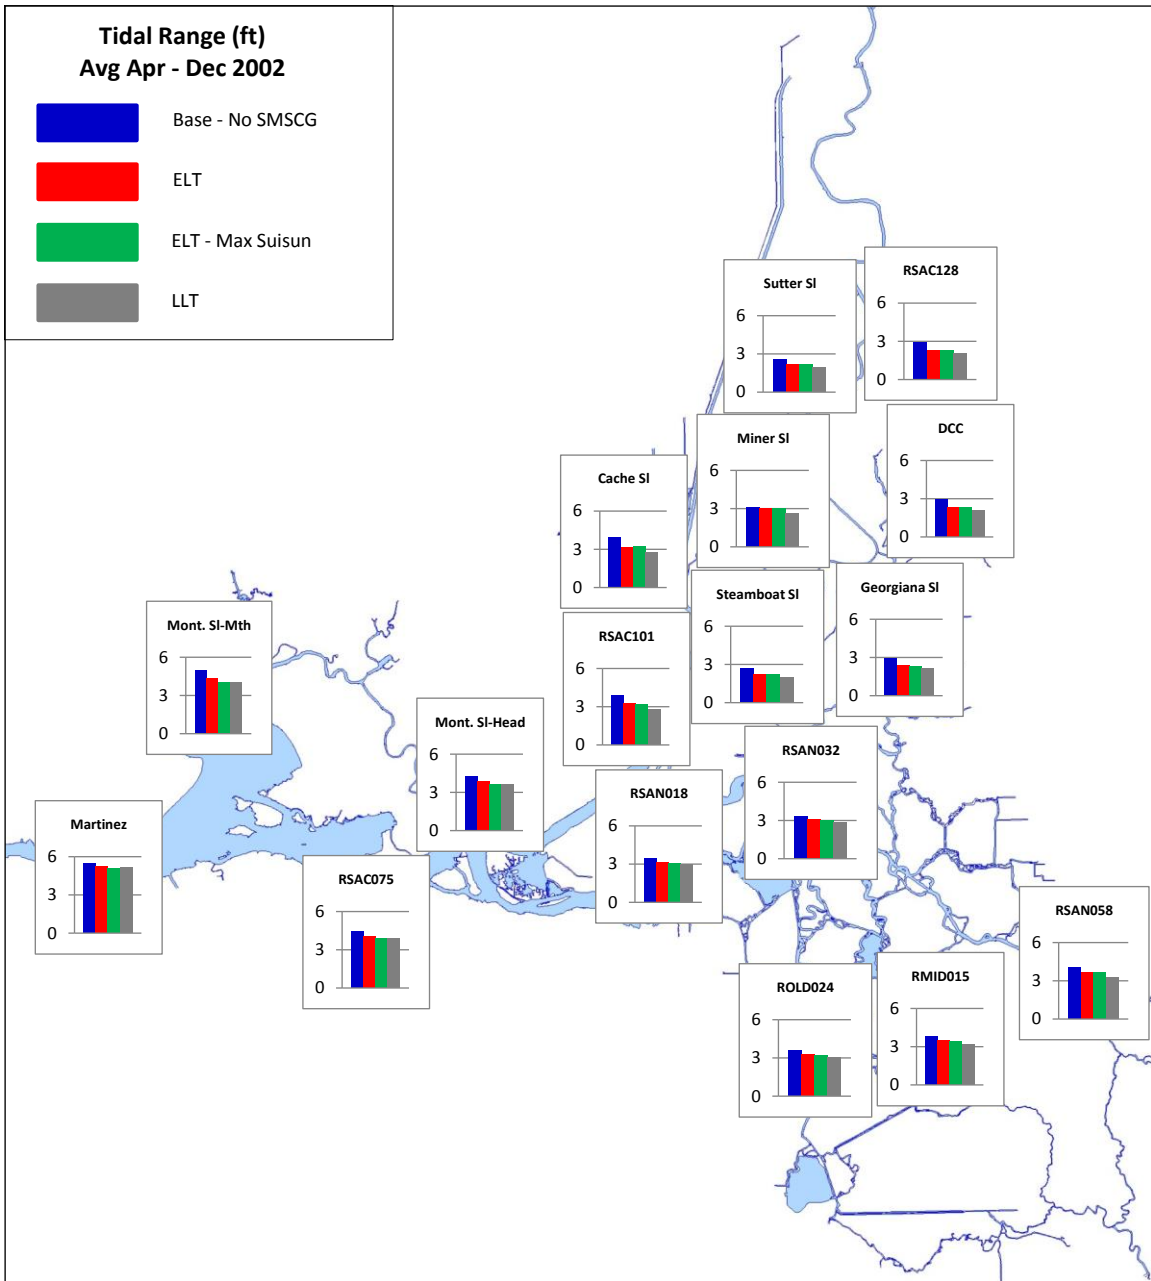 Tidal Range (ft)
Avg Apr - Dec 2002
Base - No SMSCG
ELT
ELT - Max Suisun
LLT
Sutter Sl
6
3
0
RSAC128
6
3
0
Miner Sl
6
3
0
DCC
6
3
0
Cache Sl
6
3
0
Steamboat Sl
6
3
0
Georgiana Sl
6
3
0
Mont. Sl-Mth
6
3
0
RSAC101
6
3
0
Mont. Sl-Head
6
3
0
RSAN032
6
3
0
RSAN018
6
3
0
Martinez
6
3
0
RSAC075
6
3
0
RSAN058
6
3
0
ROLD024
6
3
0
RMID015
6
3
0